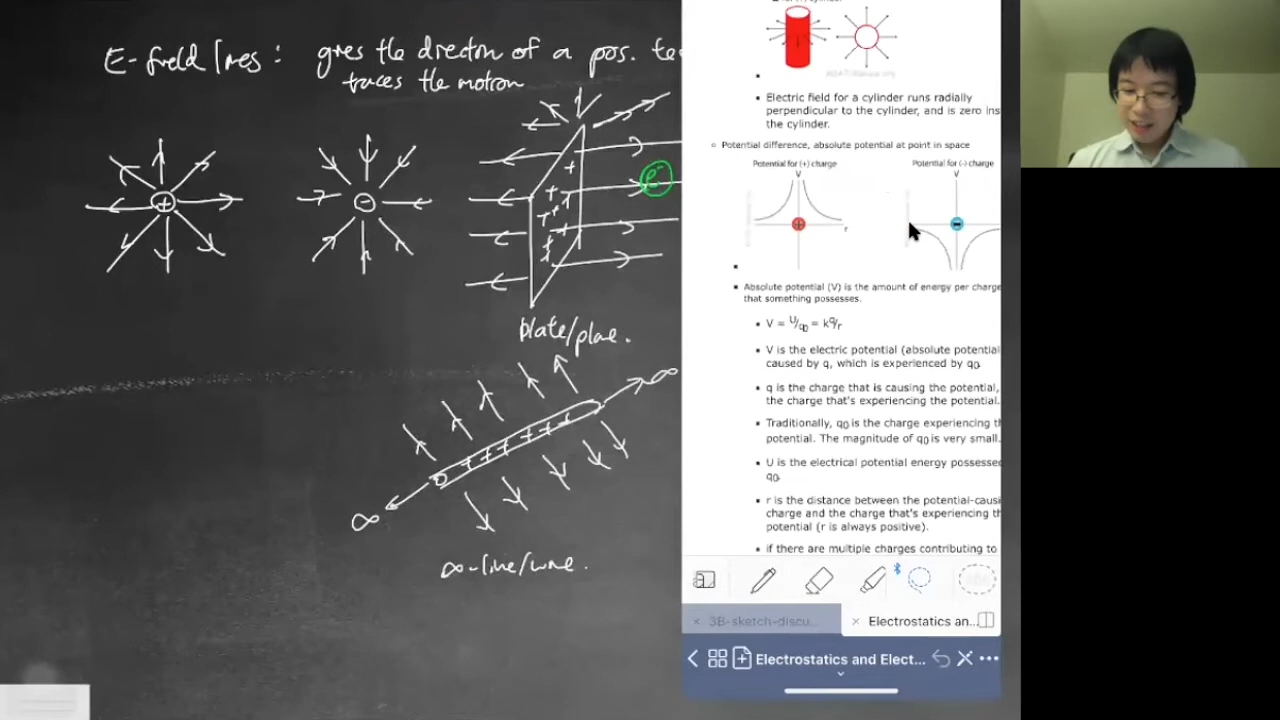 E-field lines: gives the direction of a pos. te
traces the motion
+
-
e-
plate/plane.
∞
∞
∞-line/wire.
Electric field for a cylinder runs radially
perpendicular to the cylinder, and is zero ins
the cylinder.
Potential difference, absolute potential at point in space
Potential for (+) charge
V
r
Potential for (-) charge
V
Absolute potential (V) is the amount of energy per charge
that something possesses.
V = U/q0 = kq/r
V is the electric potential (absolute potential
caused by q, which is experienced by q0.
q is the charge that is causing the potential,
the charge that's experiencing the potential.
Traditionally, q0 is the charge experiencing th
potential. The magnitude of q0 is very small.
U is the electrical potential energy possesse
q0.
r is the distance between the potential-causi
charge and the charge that's experiencing th
potential (r is always positive).
if there are multiple charges contributing to
× 3B-sketch-discu...
× Electrostatics an...
Electrostatics and Elect...